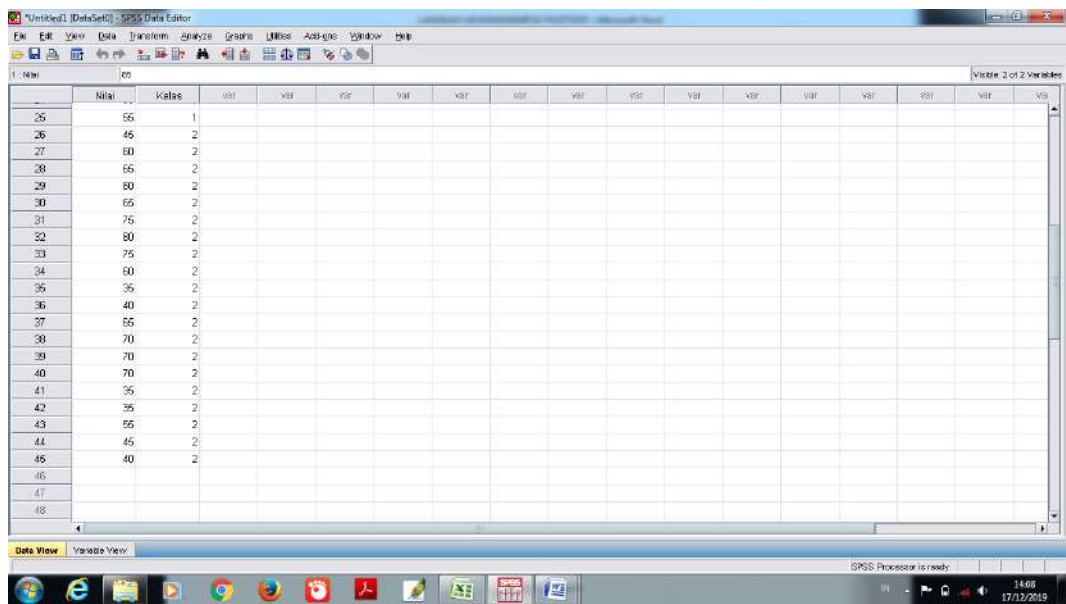 *Untitled1 [DataSet0] - SPSS Data Editor
File Edit View Data Transform Analyze Graphs Utilities Add-ons Window Help
1 : Nilai
Visible: 2 of 2 Variables
Nilai Kelas var var var var var var var var var var var var var
25 55 1
26 45 2
27 60 2
28 65 2
29 2
30 65 2
31 75 2
32 80 2
33 75 2
34 60 2
35 35 2
36 40 2
37 2
38 70 2
39 70 2
40 70 2
41 35 2
42 35 2
43 55 2
44 45 2
45 40 2
46
47
48
Data View Variable View
SPSS Processor is ready
IN
14:08
17/12/2019